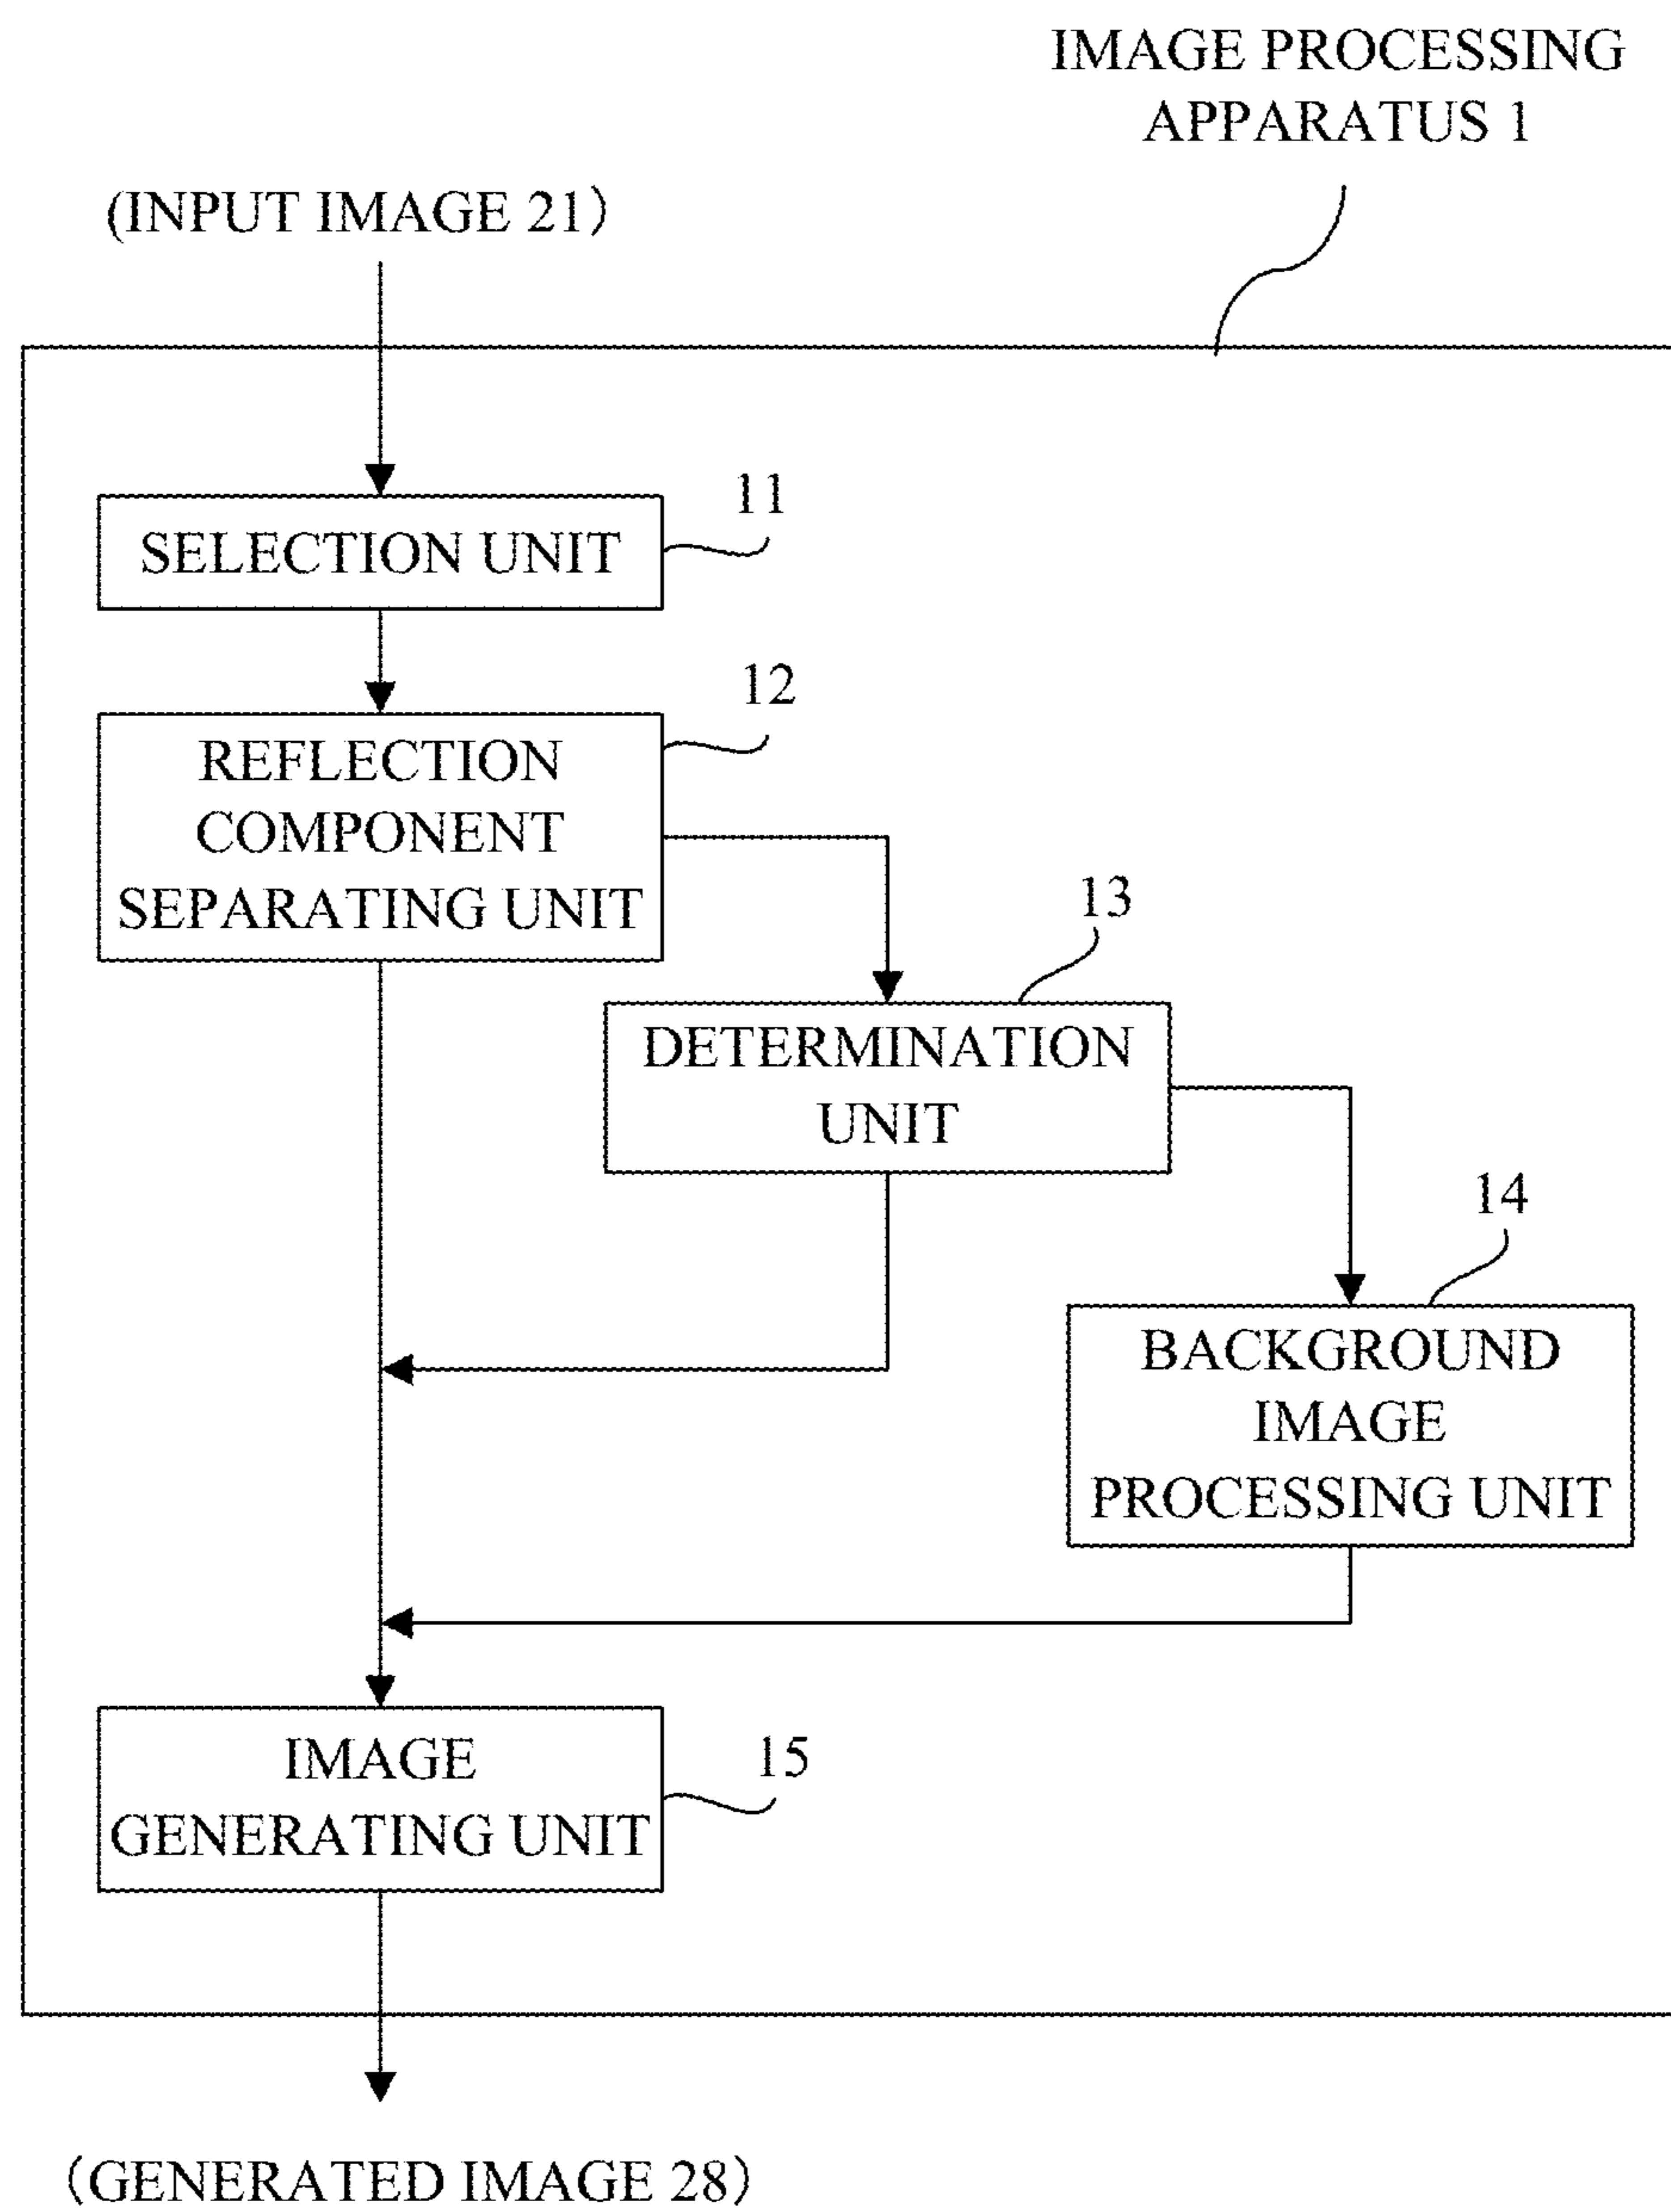 IMAGE PROCESSING
APPARATUS 1
(INPUT IMAGE 21)
11
SELECTION UNIT
12
REFLECTION
COMPONENT
SEPARATING UNIT
13
DETERMINATION
UNIT
14
BACKGROUND
IMAGE
PROCESSING UNIT
15
IMAGE
GENERATING UNIT
(GENERATED IMAGE 28)